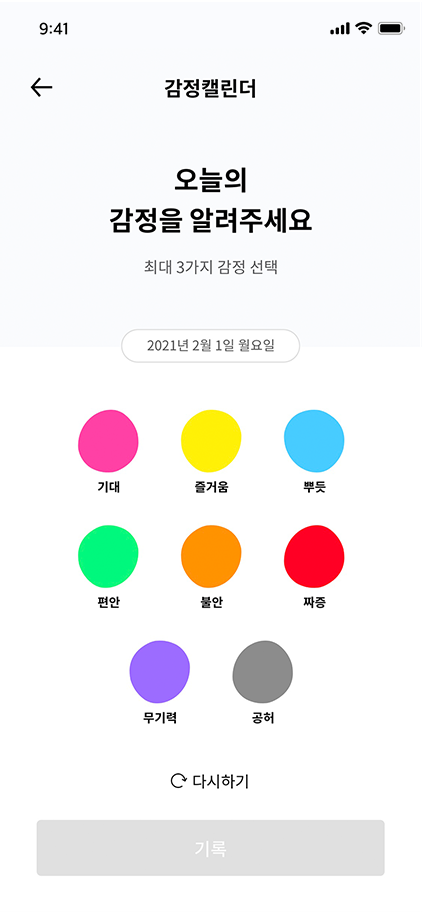 9:41
감정캘린더
오늘의
감정을 알려주세요
최대 3가지 감정 선택
2021년 2월 1일 월요일
기대 즐거움 뿌듯
편안 불안 짜증
무기력 공허
다시하기
기록